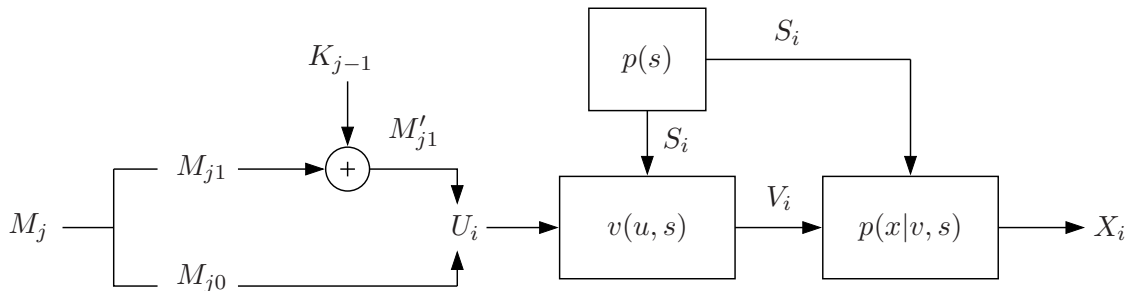 S_i
p(s)
K_{j−1}
M′_{j1}
S_i
M_{j1}
+
V_i
M_j
U_i
v(u, s)
p(x|v, s)
X_i
M_{j0}